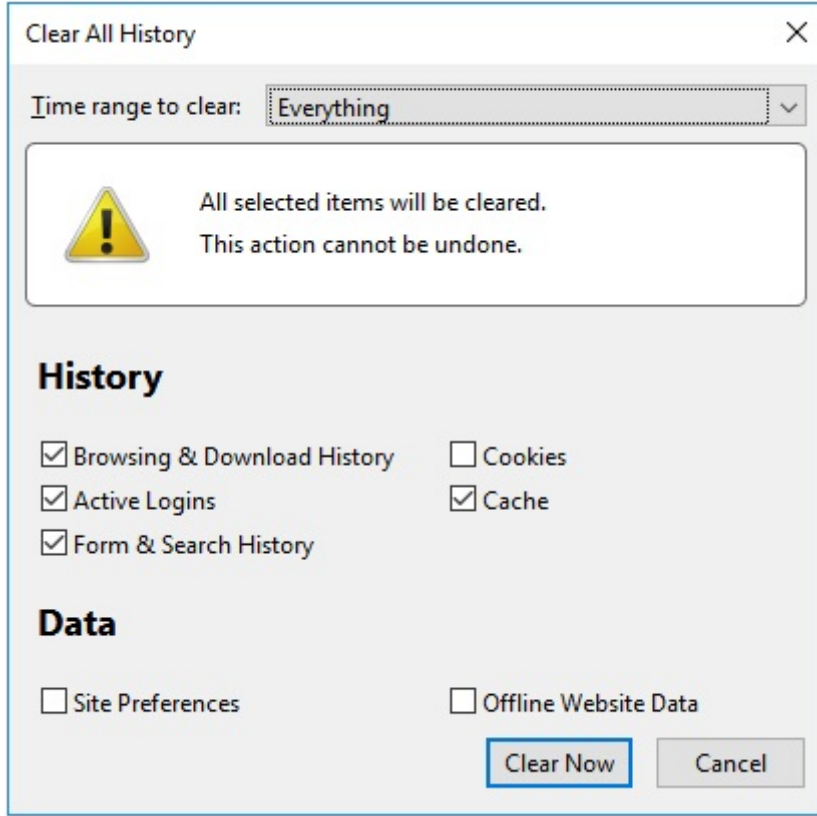 Clear All History
Time range to clear: Everything
All selected items will be cleared.
This action cannot be undone.
History
Browsing & Download History Cookies
Active Logins Cache
Form & Search History
Data
Site Preferences Offline Website Data
Clear Now Cancel